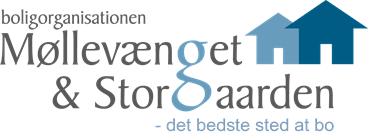 boligorganisationen
Møllevænget
& Storgaarden
- det bedste sted at bo